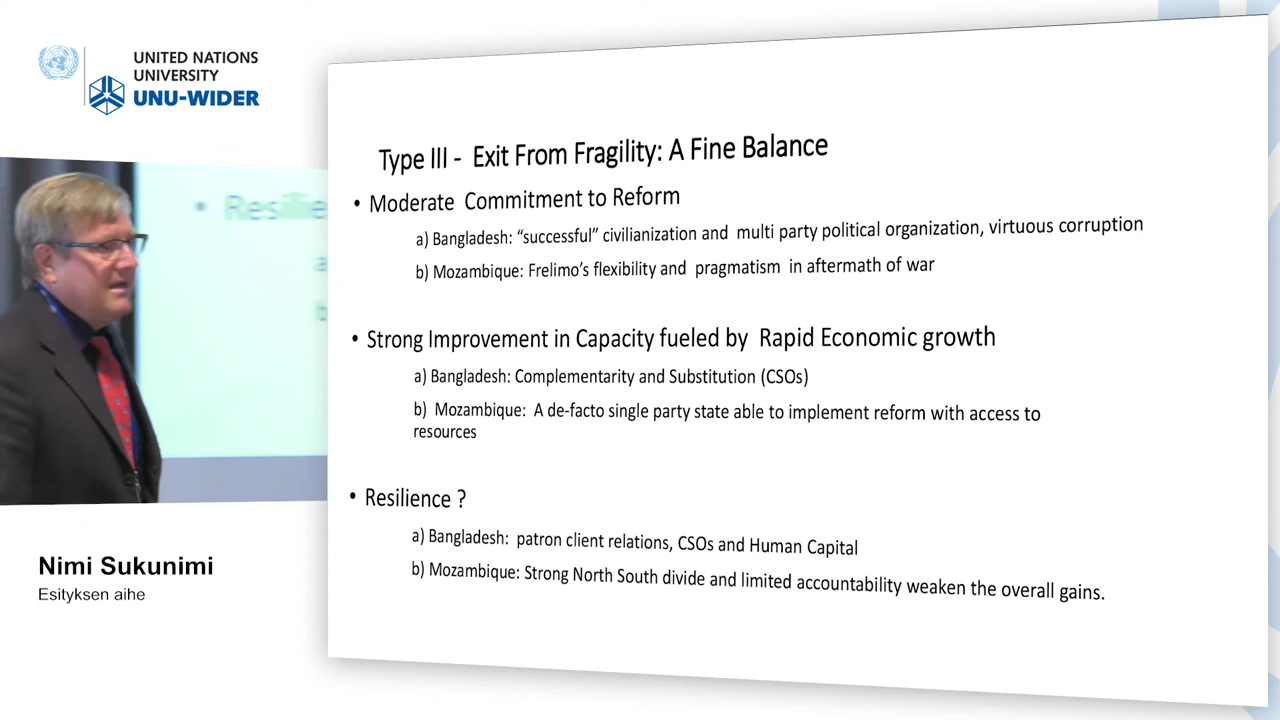 UNITED NATIONS
UNIVERSITY
UNU-WIDER
Type III - Exit From Fragility: A Fine Balance
• Moderate Commitment to Reform
a) Bangladesh: “successful” civilianization and multi party political organization, virtuous corruption
b) Mozambique: Frelimo’s flexibility and pragmatism in aftermath of war
• Strong Improvement in Capacity fueled by Rapid Economic growth
a) Bangladesh: Complementarity and Substitution (CSOs)
b) Mozambique: A de-facto single party state able to implement reform with access to
resources
• Resilience ?
a) Bangladesh: patron client relations, CSOs and Human Capital
b) Mozambique: Strong North South divide and limited accountability weaken the overall gains.
Nimi Sukunimi
Esityksen aihe